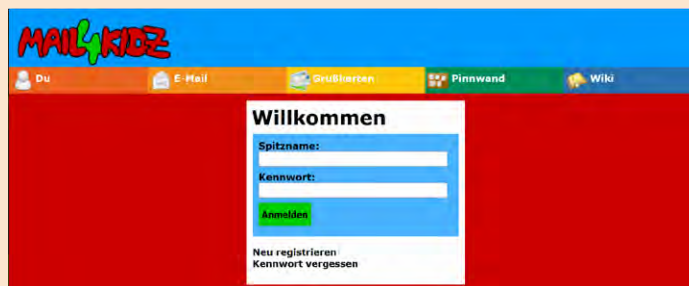 MAIL4KIDZ
Du E-Mail Grußkarten Pinnwand Wiki
Willkommen
Spitzname:
Kennwort:
Anmelden
Neu registrieren
Kennwort vergessen